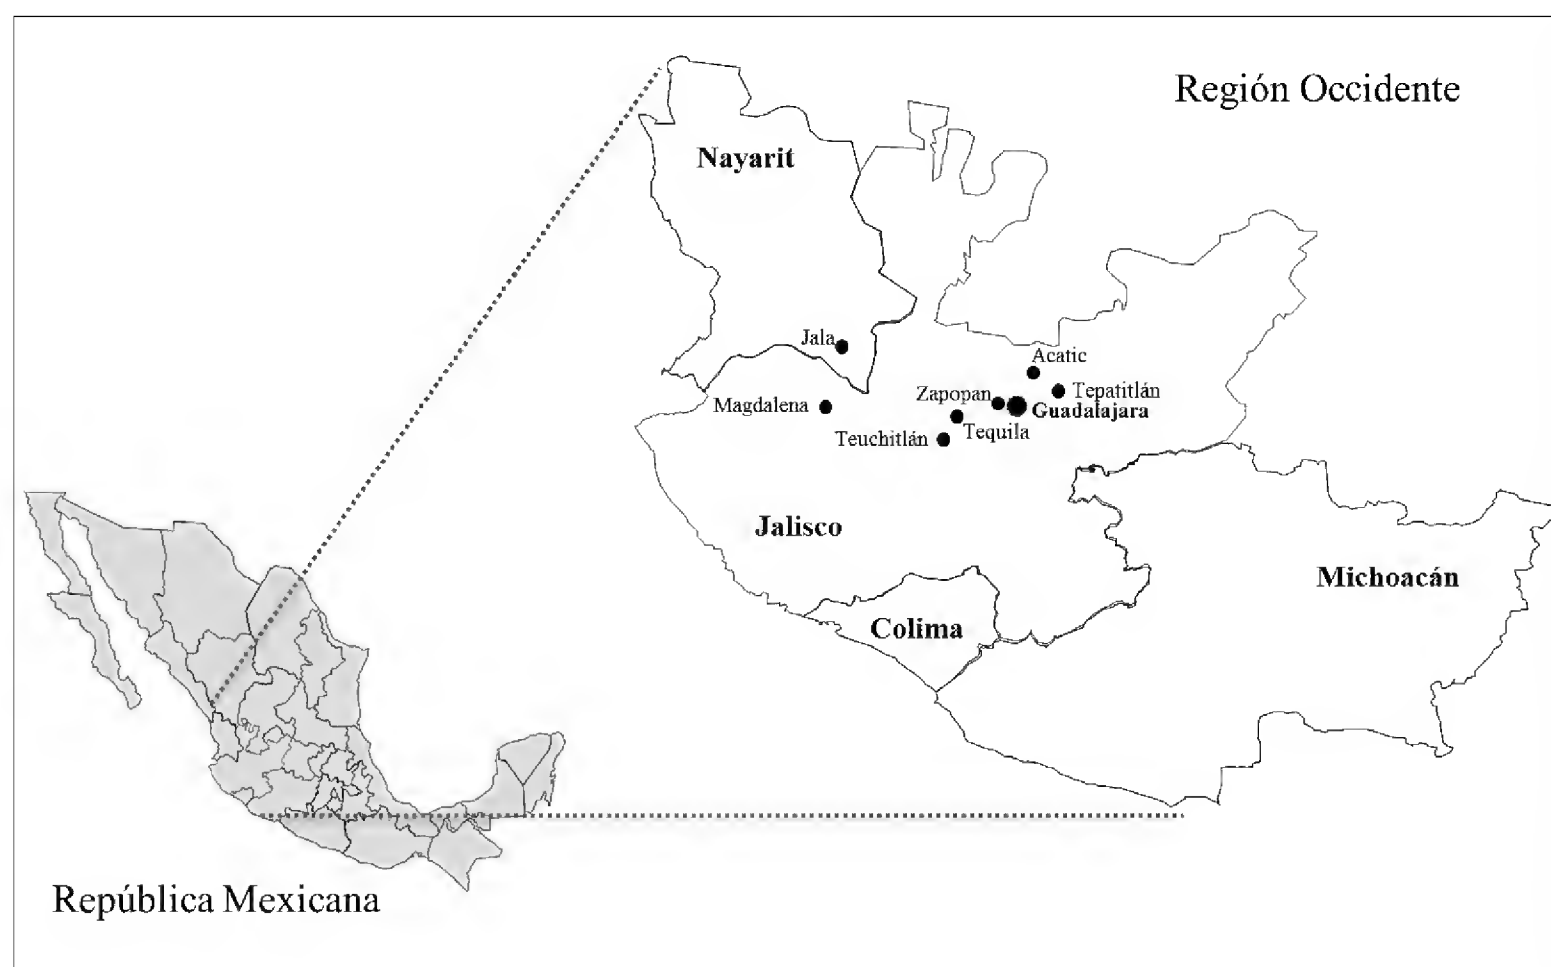 Región Occidente
Nayarit
Jala
Acatic
Tepatitlán
Zapopan
Magdalena
Guadalajara
Tequila
Teuchitlán
Jalisco
Michoacán
Colima
República Mexicana